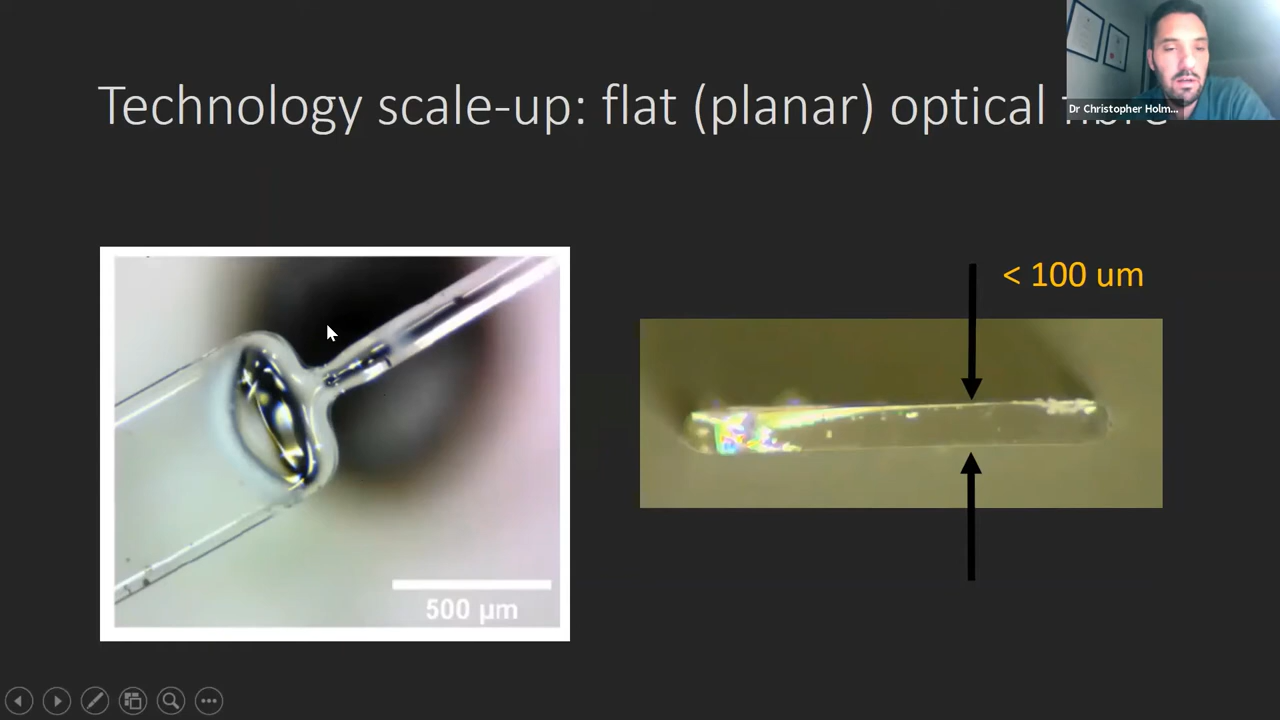 Technology scale-up: flat (planar) optical fibre
Dr Christopher Holm...
< 100 um
500 µm